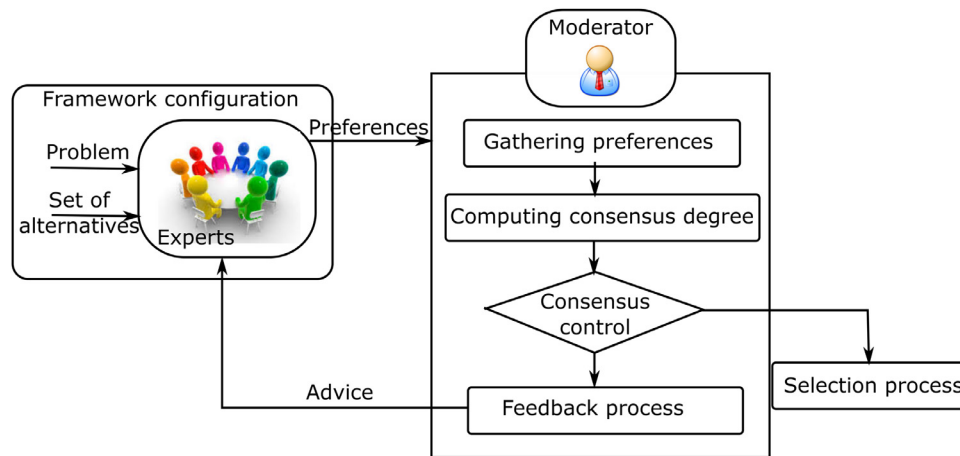 Moderator
Framework configuration
Preferences
Problem
Set of
alternatives
Experts
Gathering preferences
Computing consensus degree
Consensus
control
Selection process
Advice
Feedback process